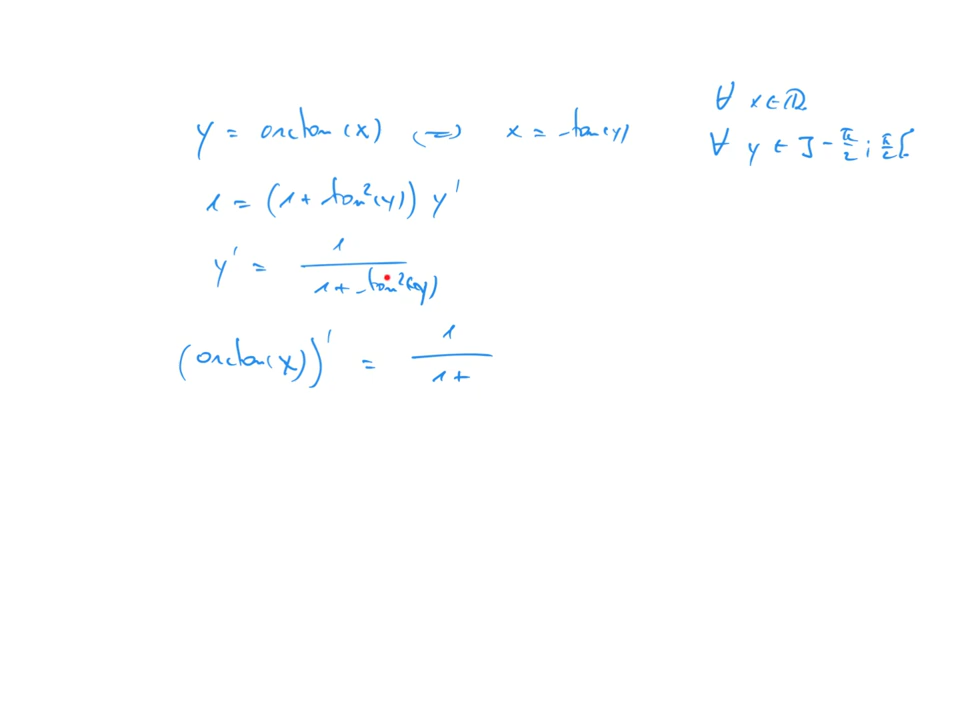 y = arctan(x) ⟺ x = tan(y)
∀ x ∈ ℝ
∀ y ∈ ]-π/2 ; π/2[
1 = (1 + tan²(y)) y'
y' = 1/(1 + tan²(y))
(arctan(x))' = 1/(1 +